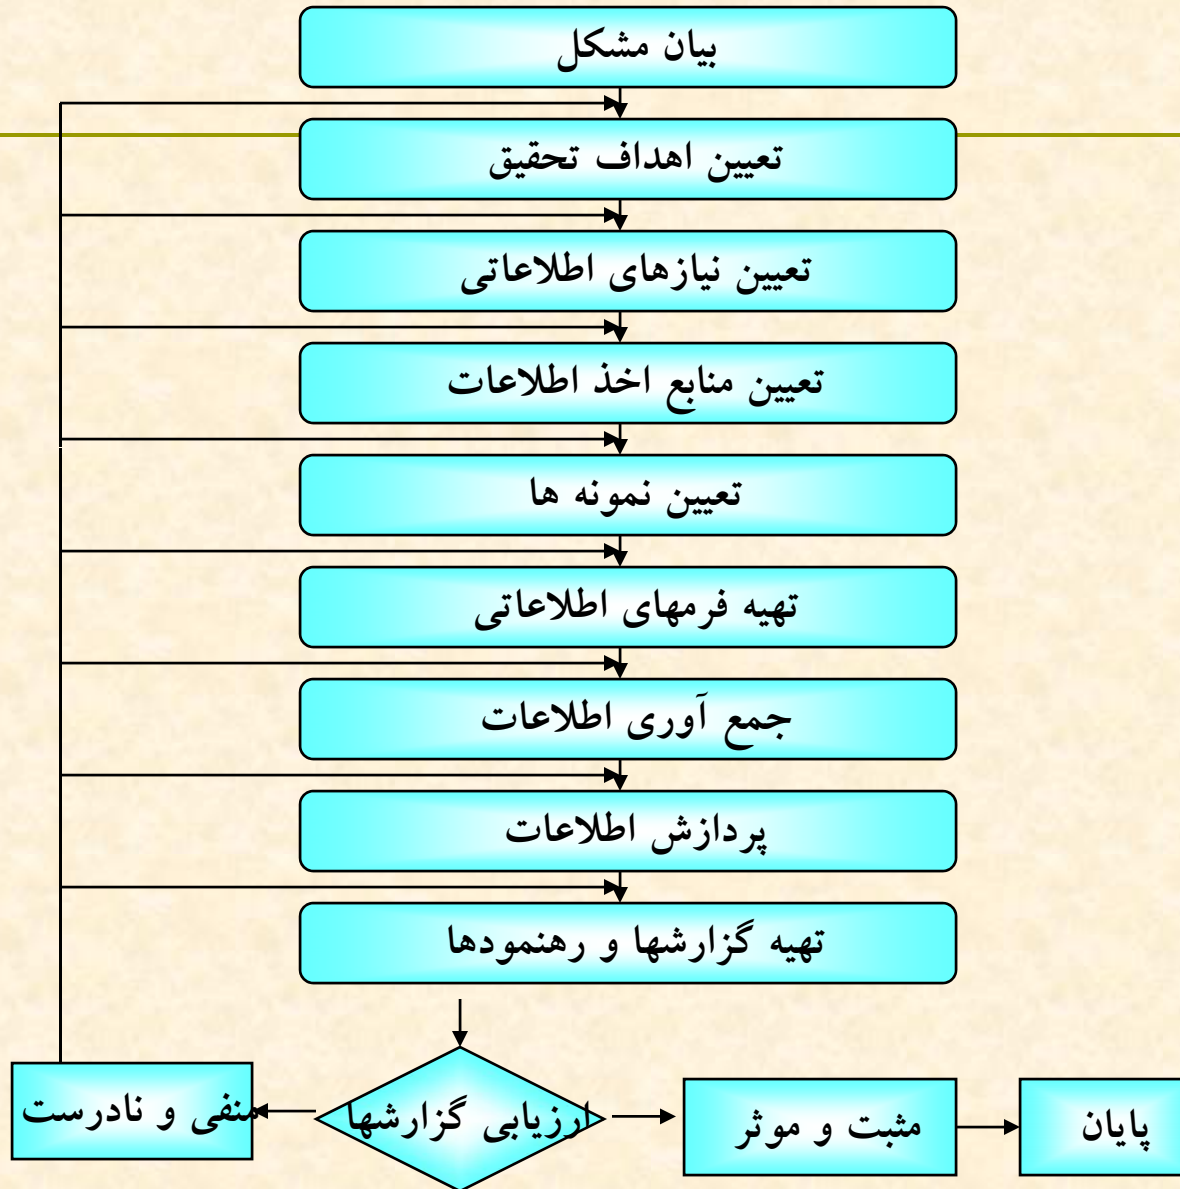 بیان مشکل
تعیین اهداف تحقیق
تعیین نیازهای اطلاعاتی
تعیین منابع اخذ اطلاعات
تعیین نمونه ها
تهیه فرمهای اطلاعاتی
جمع آوری اطلاعات
پردازش اطلاعات
تهیه گزارشها و رهنمودها
ارزیابی گزارشها
منفی و نادرست
مثبت و موثر
پایان